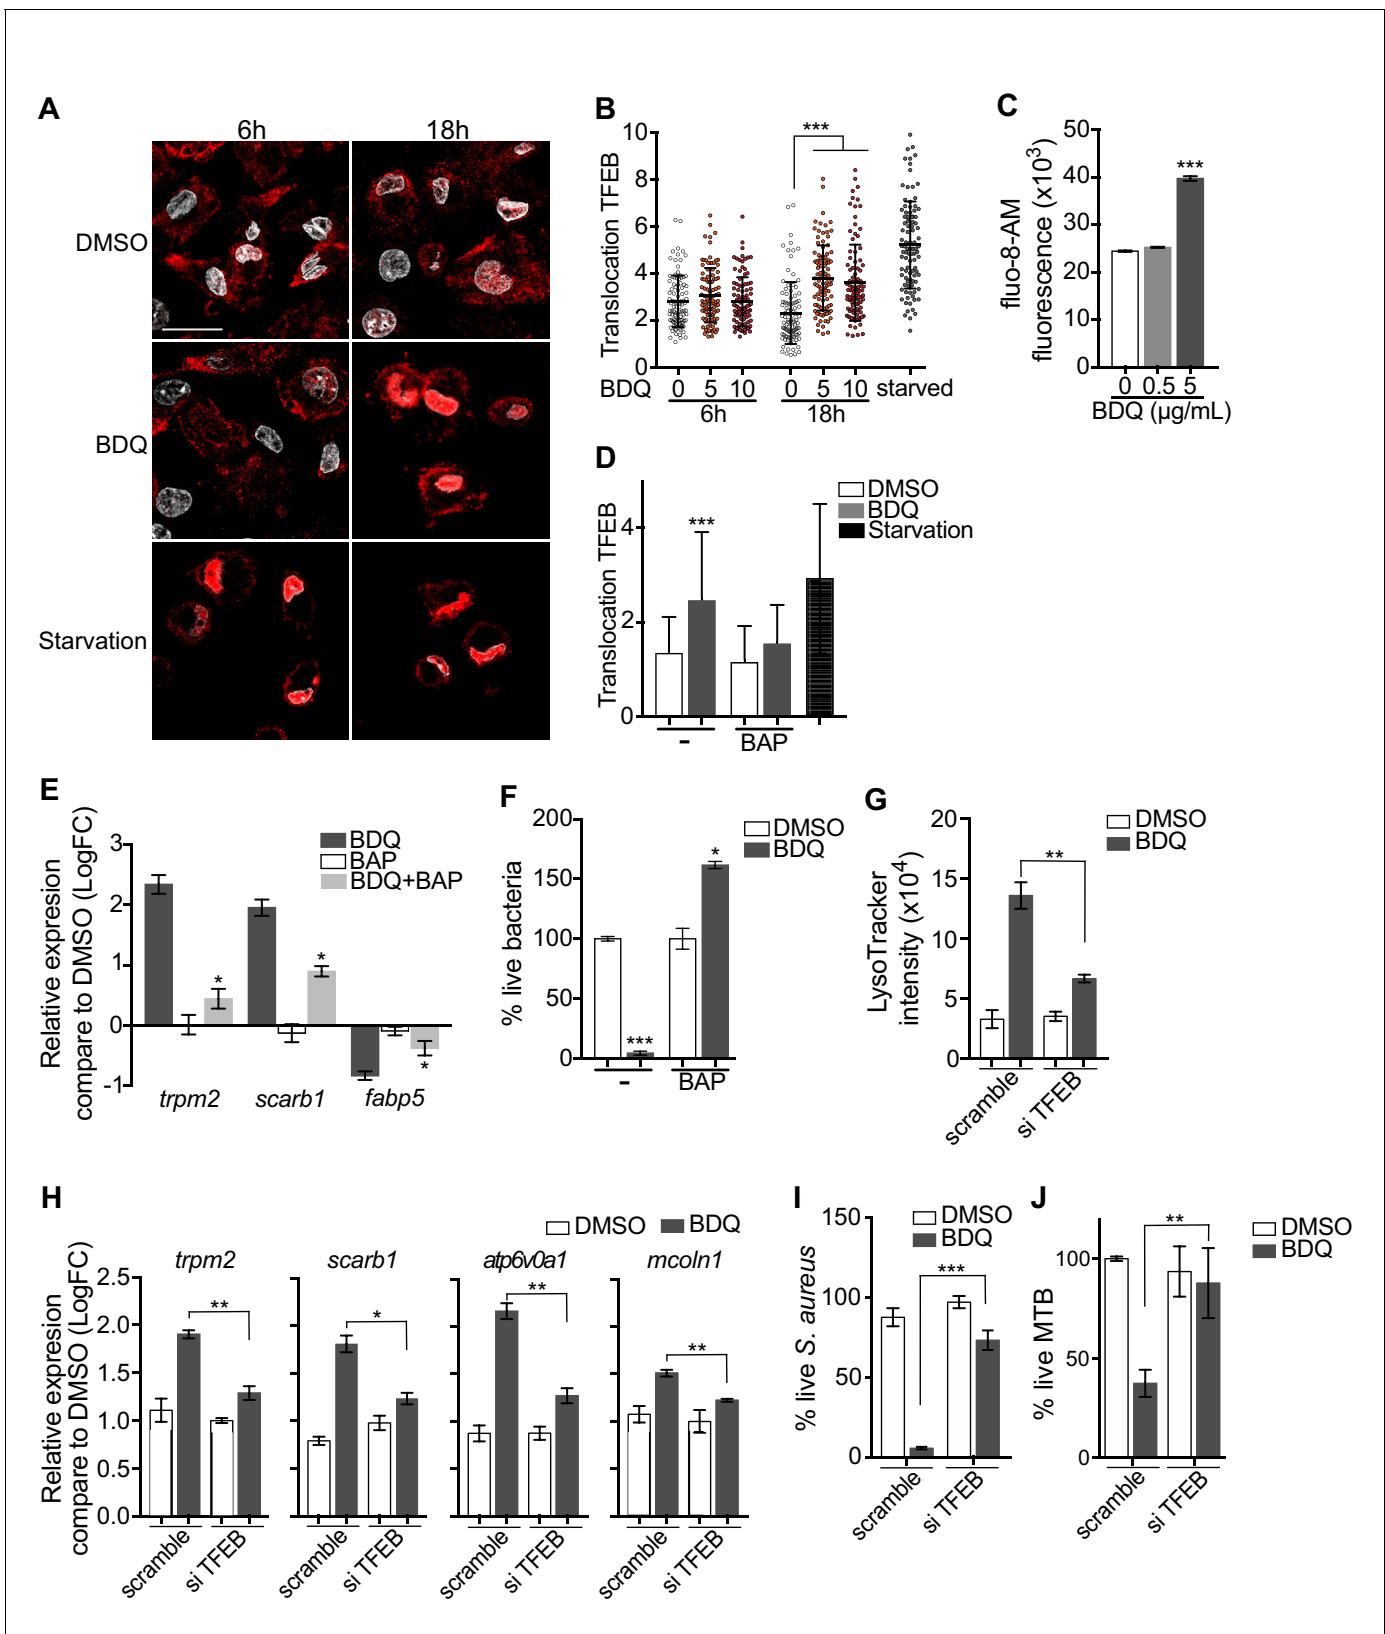 A
6h 18h
DMSO
BDQ
Starvation
B
Translocation TFEB
10
8
6
4
2
0
***
BDQ 0 5 10 0 5 10 starved
6h 18h
C
fluo-8-AM
fluorescence (x10³)
50
40
30
20
10
0
***
0 0.5 5
BDQ (µg/mL)
D
Translocation TFEB
4
2
0
***
- BAP
DMSO
BDQ
Starvation
E
Relative expresion
compare to DMSO (LogFC)
3
2
1
0
-1
BDQ
BAP
BDQ+BAP
*
*
*
trpm2 scarb1 fabp5
F
% live bacteria
200
150
100
50
0
DMSO
BDQ
***
*
- BAP
G
LysoTracker
intensity (x10⁴)
20
15
10
5
0
DMSO
BDQ
**
scramble
si TFEB
H
DMSO BDQ
Relative expresion
compare to DMSO (LogFC)
2.5
2.0
1.5
1.0
0.5
0.0
trpm2 scarb1 atp6v0a1 mcoln1
** * ** **
scramble si TFEB scramble si TFEB scramble si TFEB scramble si TFEB
I
% live S. aureus
150
100
50
0
DMSO
BDQ
***
scramble
si TFEB
J
% live MTB
100
50
0
DMSO
BDQ
**
scramble
si TFEB